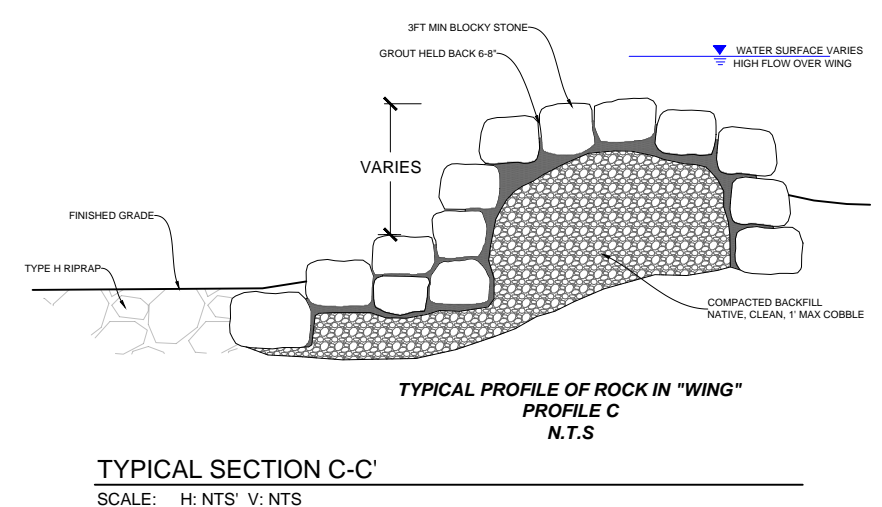 3FT MIN BLOCKY STONE
GROUT HELD BACK 6-8"
WATER SURFACE VARIES
HIGH FLOW OVER WING
VARIES
FINISHED GRADE
TYPE H RIPRAP
COMPACTED BACKFILL
NATIVE, CLEAN, 1' MAX COBBLE
TYPICAL PROFILE OF ROCK IN "WING"
PROFILE C
N.T.S
TYPICAL SECTION C-C'
SCALE: H: NTS' V: NTS